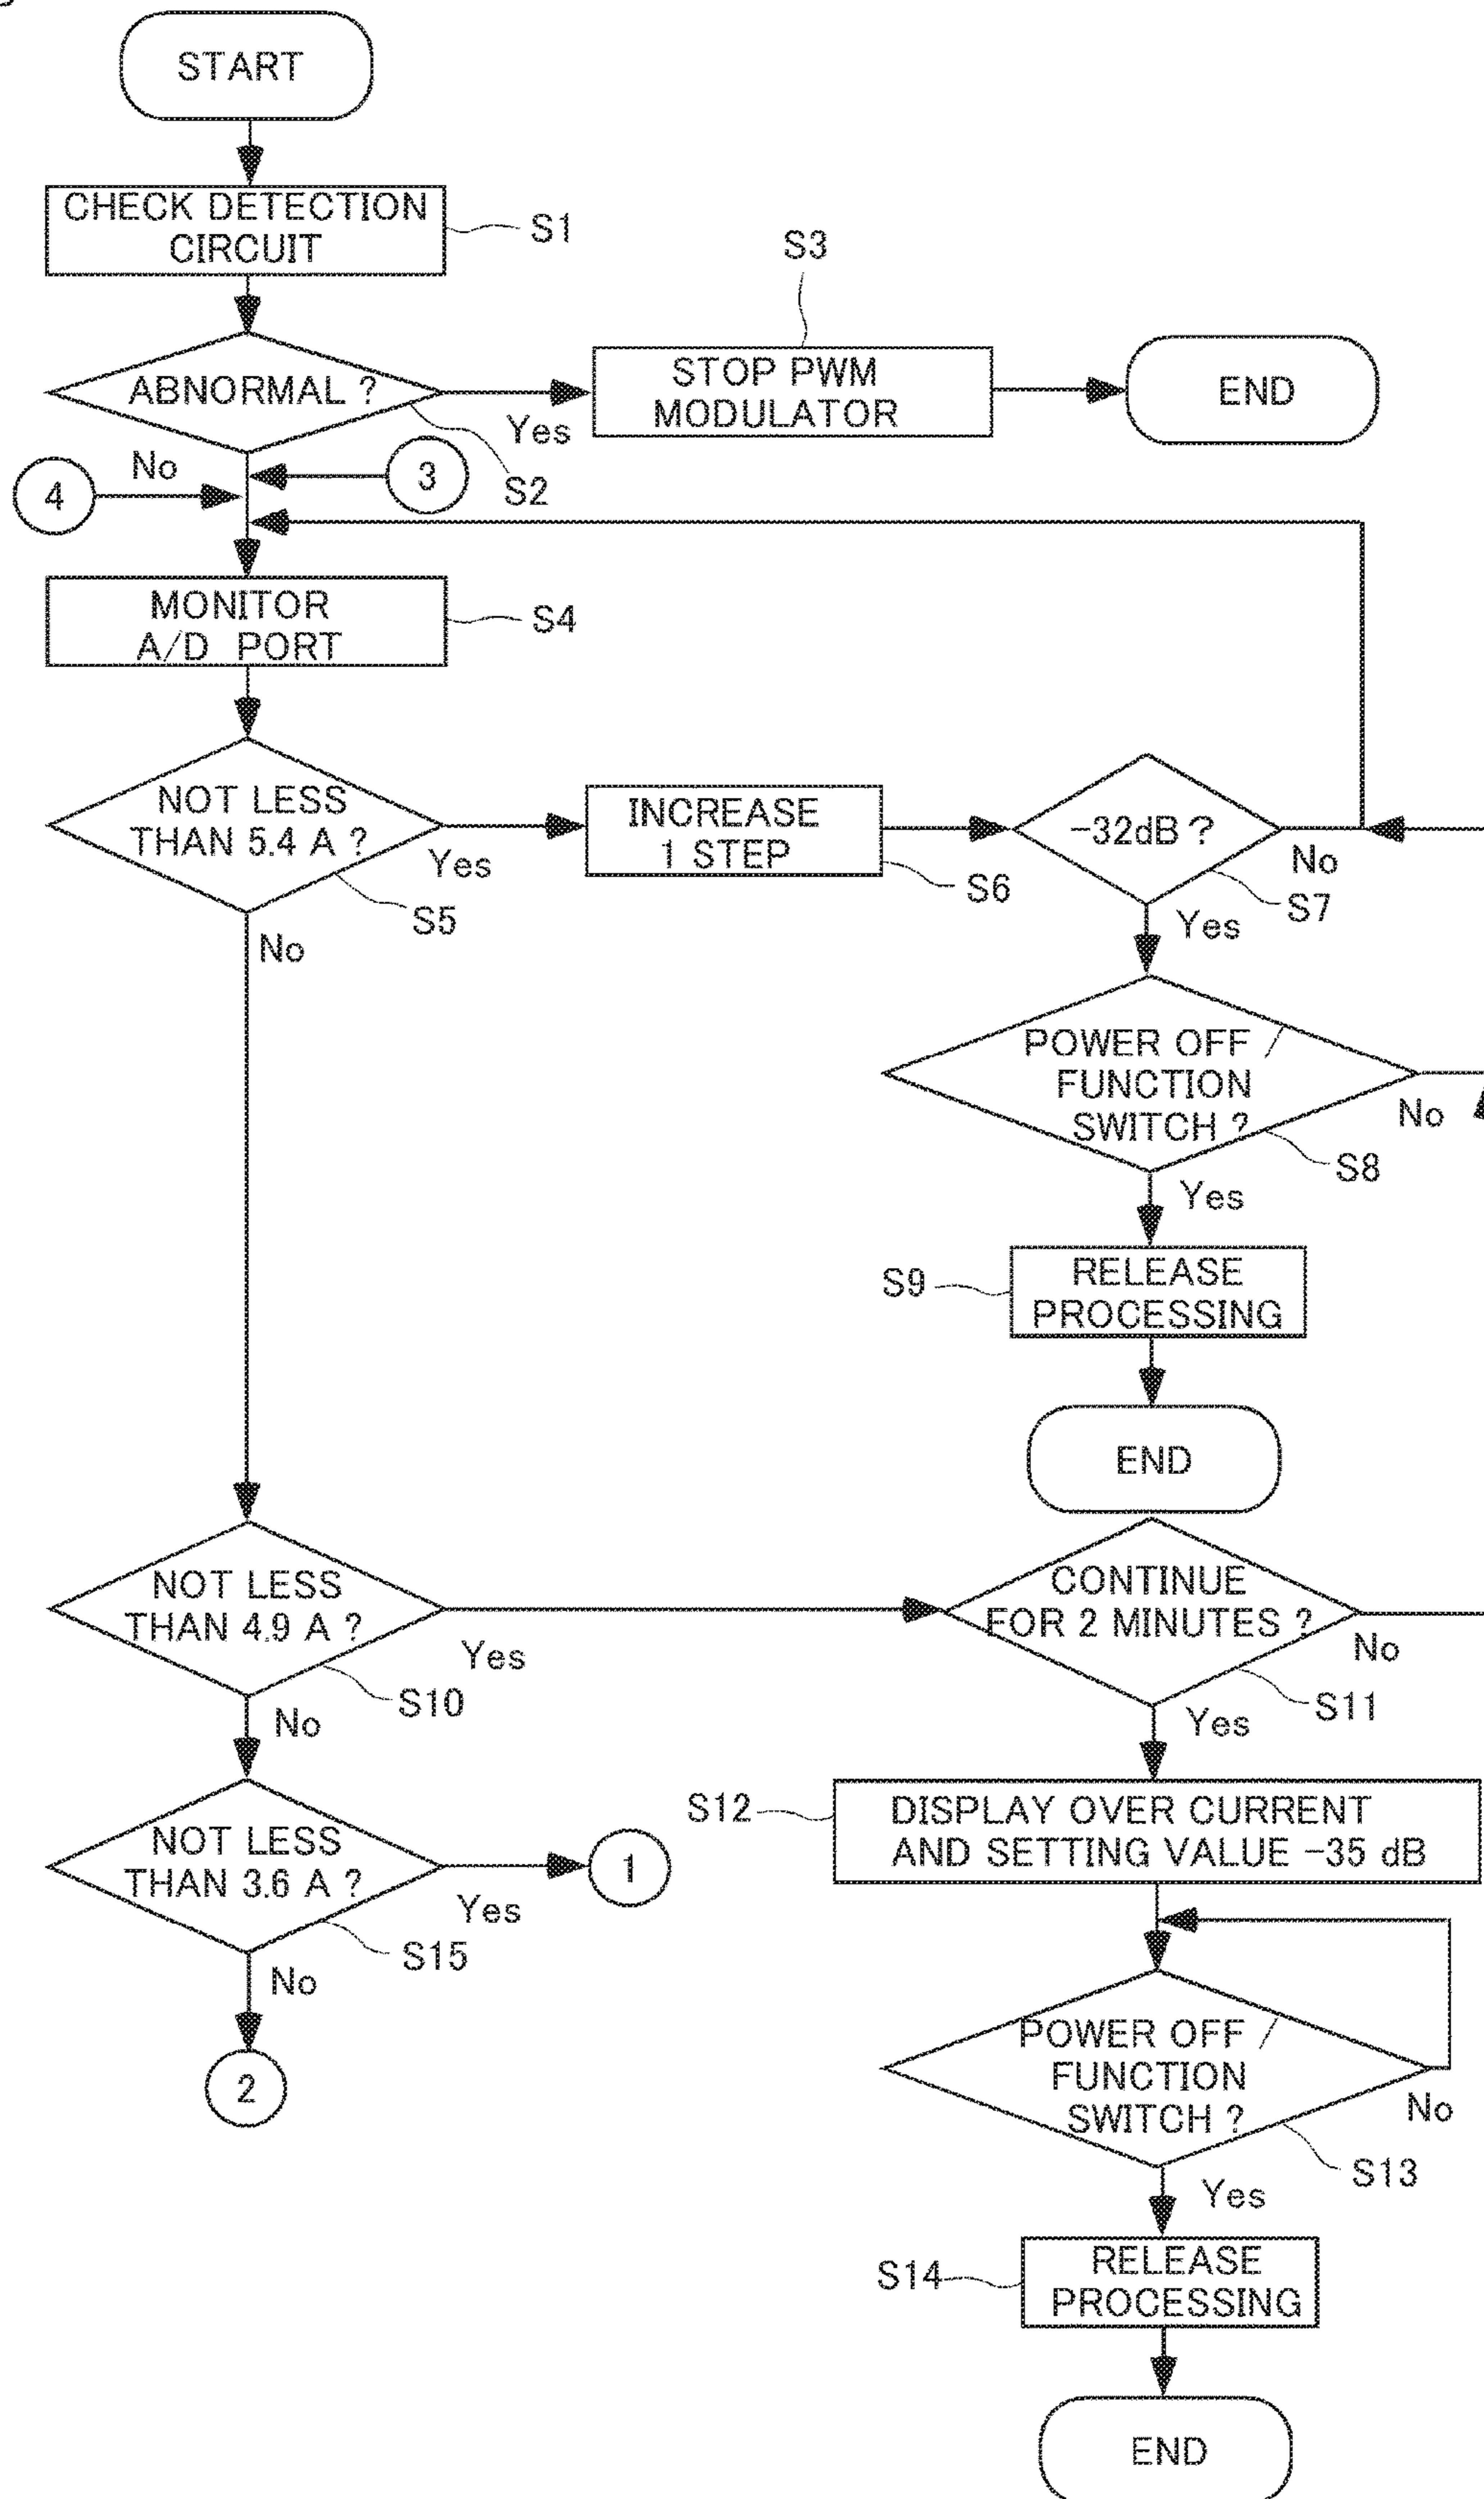 START
CHECK DETECTION
CIRCUIT
S1
S3
ABNORMAL ?
Yes
STOP PWM
MODULATOR
END
No
S2
3
4
MONITOR
A/D PORT
S4
NOT LESS
THAN 5.4 A ?
Yes
S5
No
INCREASE
1 STEP
S6
-32dB ?
No
S7
Yes
POWER OFF /
FUNCTION
SWITCH ?
No
S8
Yes
S9
RELEASE
PROCESSING
END
NOT LESS
THAN 4.9 A ?
Yes
S10
No
CONTINUE
FOR 2 MINUTES ?
No
S11
Yes
S12
DISPLAY OVER CURRENT
AND SETTING VALUE -35 dB
NOT LESS
THAN 3.6 A ?
Yes
S15
No
1
2
POWER OFF /
FUNCTION
SWITCH ?
No
S13
Yes
S14
RELEASE
PROCESSING
END